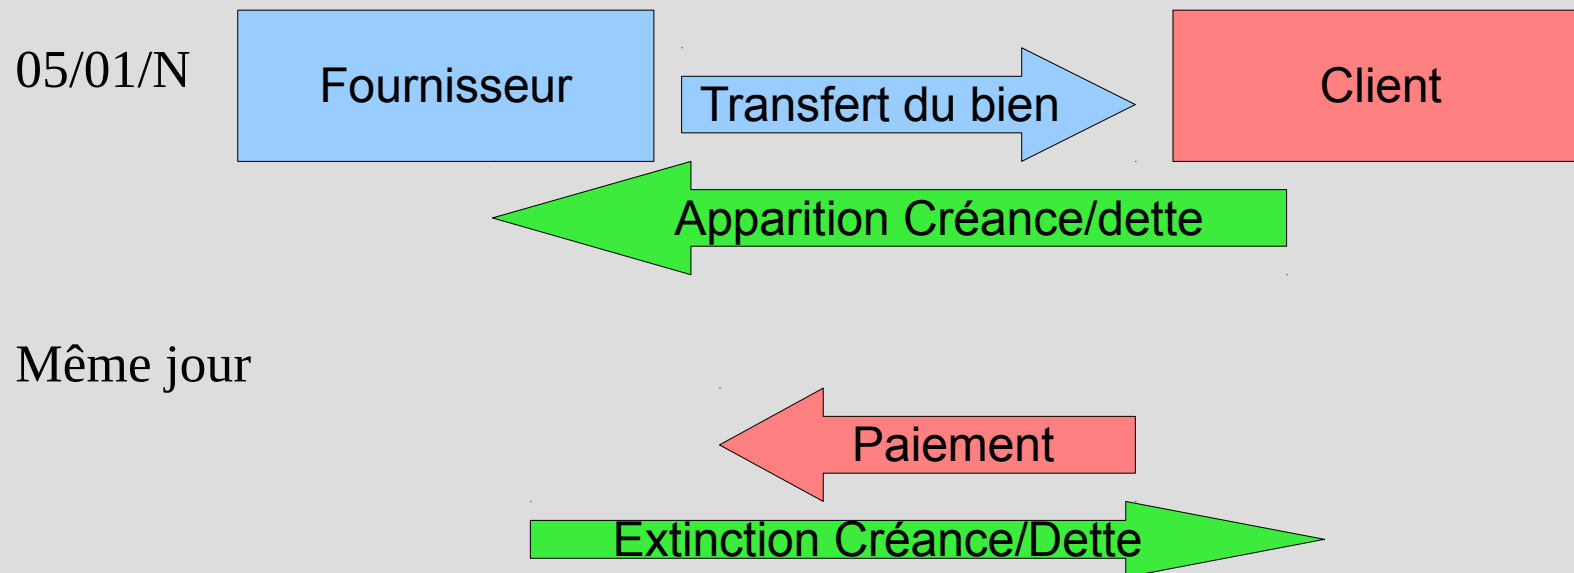 05/01/N
Fournisseur
Transfert du bien
Client
Apparition Créance/dette
Même jour
Paiement
Extinction Créance/Dette